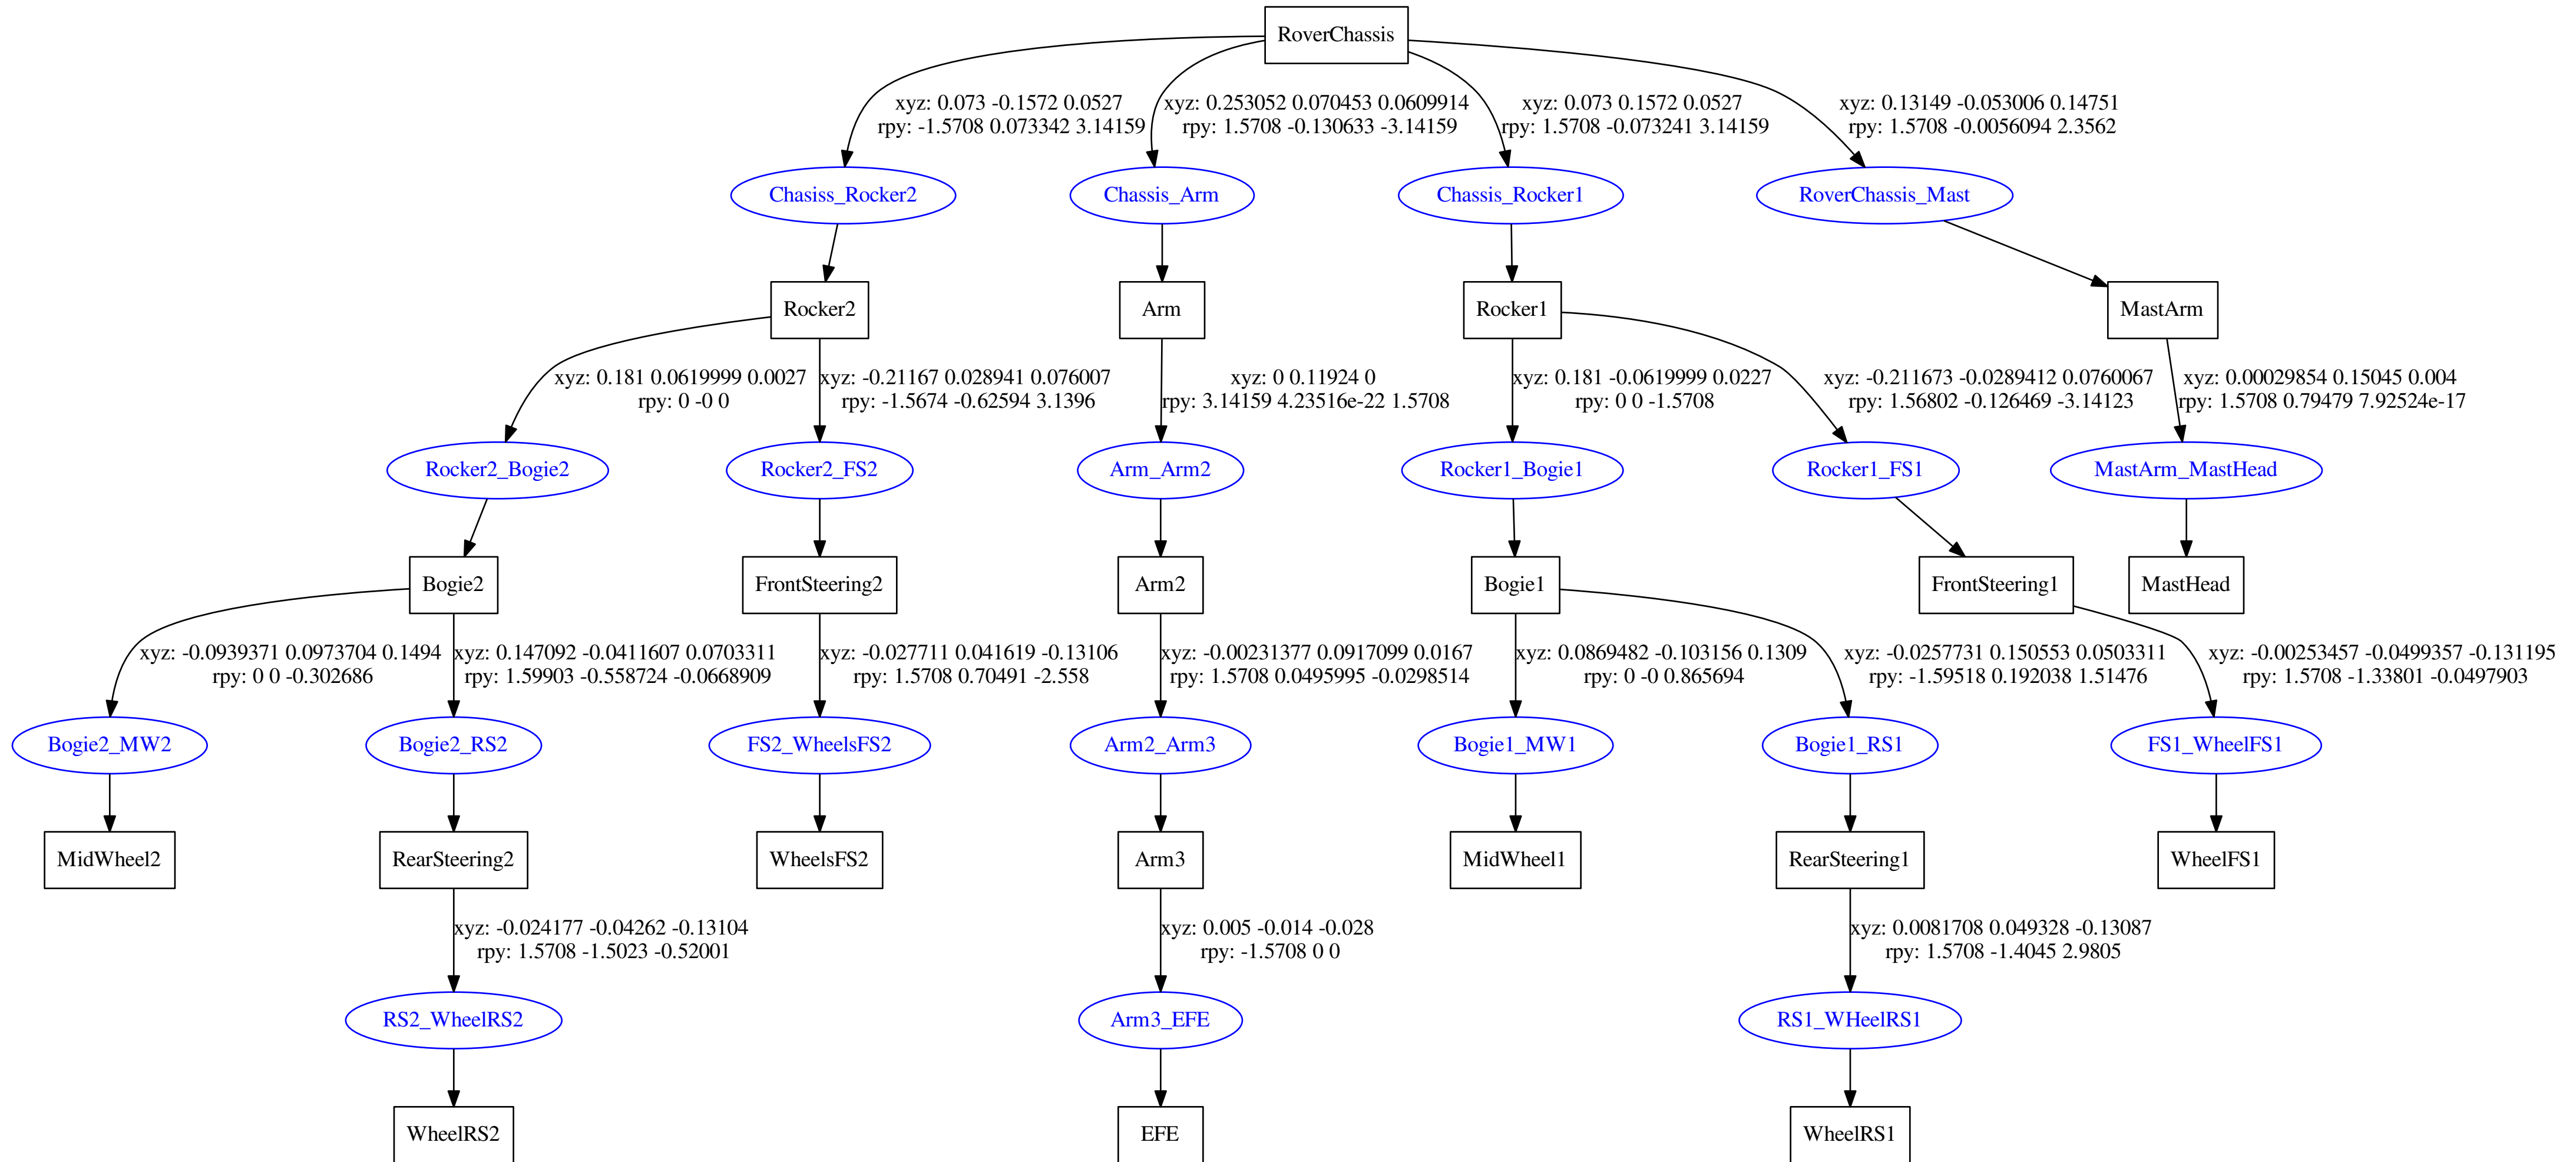 RoverChassis
xyz: 0.073 -0.1572 0.0527
rpy: -1.5708 0.073342 3.14159
xyz: 0.253052 0.070453 0.0609914
rpy: 1.5708 -0.130633 -3.14159
xyz: 0.073 0.1572 0.0527
rpy: 1.5708 -0.073241 3.14159
xyz: 0.13149 -0.053006 0.14751
rpy: 1.5708 -0.0056094 2.3562
Chasiss_Rocker2
Chassis_Arm
Chassis_Rocker1
RoverChassis_Mast
Rocker2
Arm
Rocker1
MastArm
xyz: 0.181 0.0619999 0.0027
rpy: 0 -0 0
xyz: -0.21167 0.028941 0.076007
rpy: -1.5674 -0.62594 3.1396
xyz: 0 0.11924 0
rpy: 3.14159 4.23516e-22 1.5708
xyz: 0.181 -0.0619999 0.0227
rpy: 0 0 -1.5708
xyz: -0.211673 -0.0289412 0.0760067
rpy: 1.56802 -0.126469 -3.14123
xyz: 0.00029854 0.15045 0.004
rpy: 1.5708 0.79479 7.92524e-17
Rocker2_Bogie2
Rocker2_FS2
Arm_Arm2
Rocker1_Bogie1
Rocker1_FS1
MastArm_MastHead
Bogie2
FrontSteering2
Arm2
Bogie1
FrontSteering1
MastHead
xyz: -0.0939371 0.0973704 0.1494
rpy: 0 0 -0.302686
xyz: 0.147092 -0.0411607 0.0703311
rpy: 1.59903 -0.558724 -0.0668909
xyz: -0.027711 0.041619 -0.13106
rpy: 1.5708 0.70491 -2.558
xyz: -0.00231377 0.0917099 0.0167
rpy: 1.5708 0.0495995 -0.0298514
xyz: 0.0869482 -0.103156 0.1309
rpy: 0 -0 0.865694
xyz: -0.0257731 0.150553 0.0503311
rpy: -1.59518 0.192038 1.51476
xyz: -0.00253457 -0.0499357 -0.131195
rpy: 1.5708 -1.33801 -0.0497903
Bogie2_MW2
Bogie2_RS2
FS2_WheelsFS2
Arm2_Arm3
Bogie1_MW1
Bogie1_RS1
FS1_WheelFS1
MidWheel2
RearSteering2
WheelsFS2
Arm3
MidWheel1
RearSteering1
WheelFS1
xyz: -0.024177 -0.04262 -0.13104
rpy: 1.5708 -1.5023 -0.52001
xyz: 0.005 -0.014 -0.028
rpy: -1.5708 0 0
xyz: 0.0081708 0.049328 -0.13087
rpy: 1.5708 -1.4045 2.9805
RS2_WheelRS2
Arm3_EFE
RS1_WHeelRS1
WheelRS2
EFE
WheelRS1